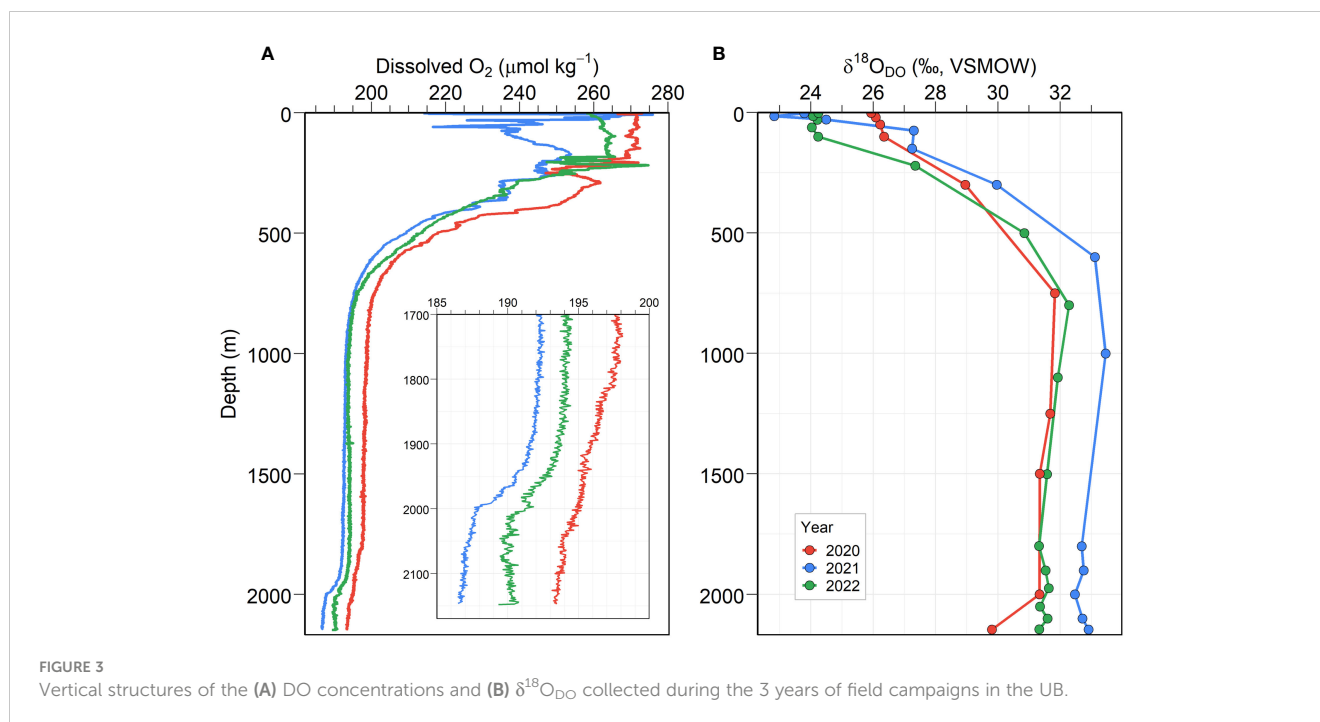 A
Dissolved O₂ (μmol kg⁻¹)
200 220 240 260 280
0
500
1000
1500
2000
Depth (m)
185 190 195 200
1700
1800
1900
2000
2100
B
δ¹⁸O_DO (‰, VSMOW)
24 26 28 30 32
0
500
1000
1500
2000
Year
2020
2021
2022
FIGURE 3
Vertical structures of the (A) DO concentrations and (B) δ¹⁸O_DO collected during the 3 years of field campaigns in the UB.